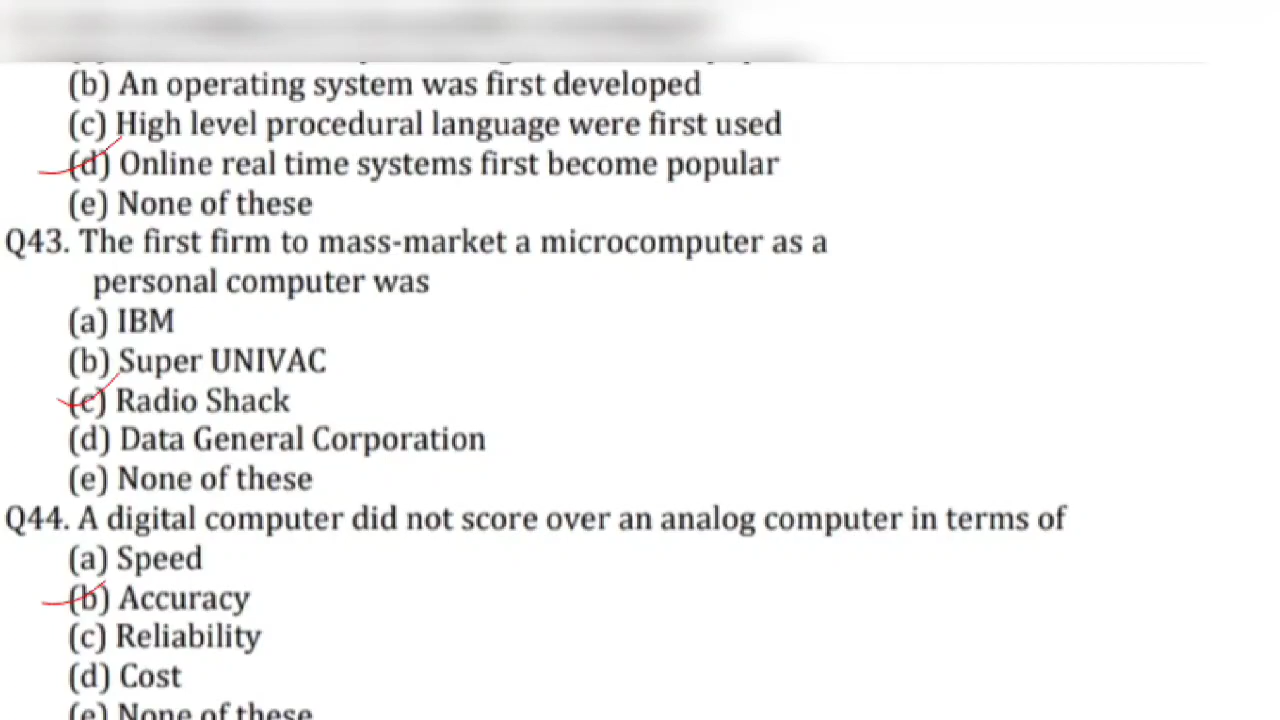 (b) An operating system was first developed
(c) High level procedural language were first used
(d) Online real time systems first become popular
(e) None of these
Q43. The first firm to mass-market a microcomputer as a
personal computer was
(a) IBM
(b) Super UNIVAC
(c) Radio Shack
(d) Data General Corporation
(e) None of these
Q44. A digital computer did not score over an analog computer in terms of
(a) Speed
(b) Accuracy
(c) Reliability
(d) Cost
(e) None of these